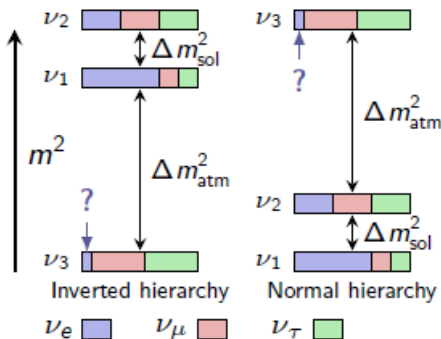 ν₂
Δm²sol
ν₁
m²
Δm²atm
?
ν₃
Inverted hierarchy
ν₃
?
Δm²atm
ν₂
Δm²sol
ν₁
Normal hierarchy
νe νμ ντ